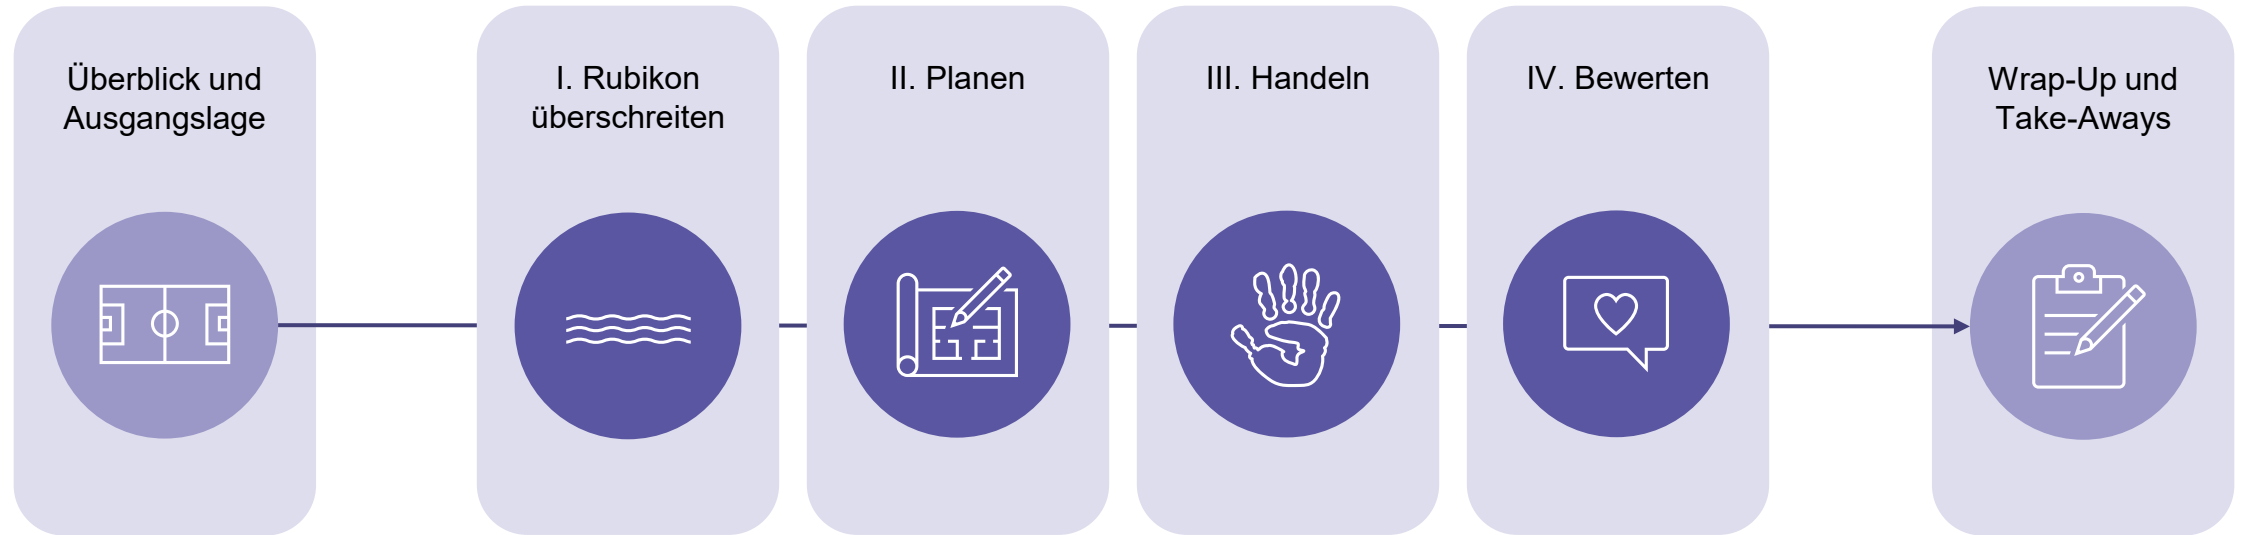 Überblick und
Ausgangslage
I. Rubikon
überschreiten
II. Planen
III. Handeln
IV. Bewerten
Wrap-Up und
Take-Aways